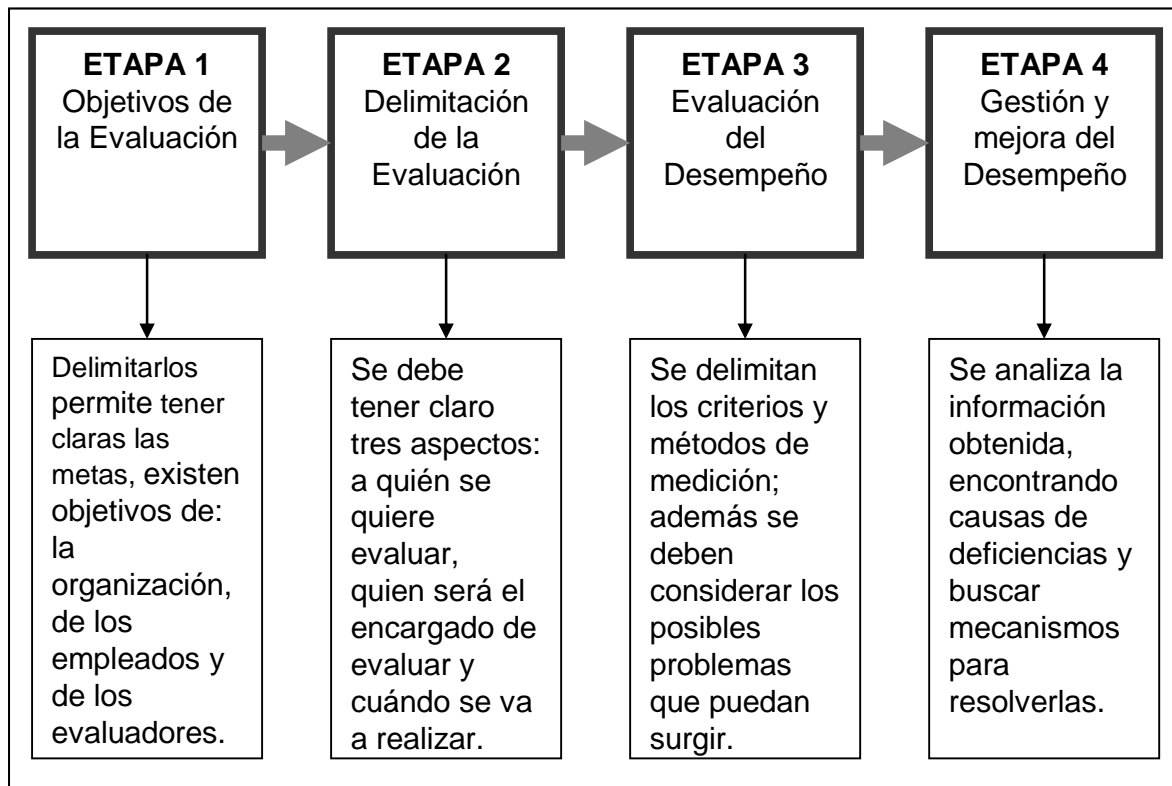 ETAPA 1
Objetivos de
la Evaluación
ETAPA 2
Delimitación
de la
Evaluación
ETAPA 3
Evaluación
del
Desempeño
ETAPA 4
Gestión y
mejora del
Desempeño
Delimitarlos
permite tener
claras las
metas, existen
objetivos de:
la
organización,
de los
empleados y
de los
evaluadores.
Se debe
tener claro
tres aspectos:
a quién se
quiere
evaluar,
quien será el
encargado de
evaluar y
cuándo se va
a realizar.
Se delimitan
los criterios y
métodos de
medición;
además se
deben
considerar los
posibles
problemas
que puedan
surgir.
Se analiza la
información
obtenida,
encontrando
causas de
deficiencias y
buscar
mecanismos
para
resolverlas.